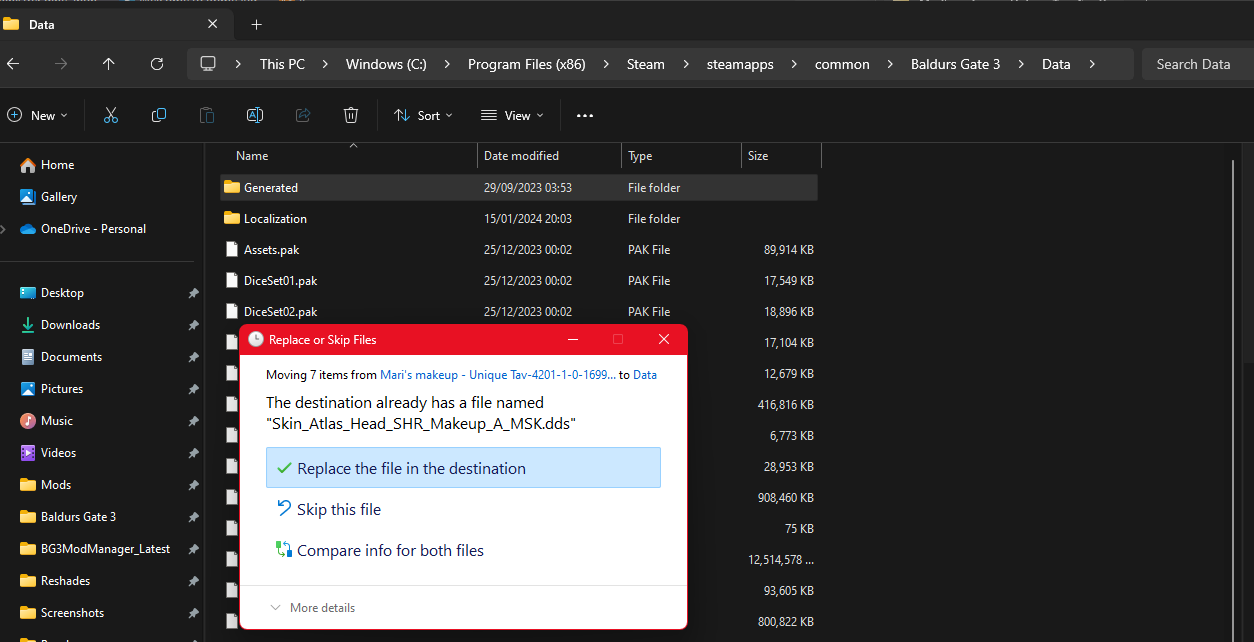 Data
This PC
Windows (C:)
Program Files (x86)
Steam
steamapps
common
Baldurs Gate 3
Data
Search Data
New
Sort
View
Name
Date modified
Type
Size
Home
Gallery
OneDrive - Personal
Desktop
Downloads
Documents
Pictures
Music
Videos
Mods
Baldurs Gate 3
BG3ModManager_Latest
Reshades
Screenshots
Generated 29/09/2023 03:53 File folder
Localization 15/01/2024 20:03 File folder
Assets.pak 25/12/2023 00:02 PAK File 89,914 KB
DiceSet01.pak 25/12/2023 00:02 PAK File 17,549 KB
DiceSet02.pak 25/12/2023 00:02 PAK File 18,896 KB
17,104 KB
12,679 KB
416,816 KB
6,773 KB
28,953 KB
908,460 KB
75 KB
12,514,578 ...
93,605 KB
800,822 KB
Replace or Skip Files
Moving 7 items from Mari's makeup - Unique Tav-4201-1-0-1699... to Data
The destination already has a file named
"Skin_Atlas_Head_SHR_Makeup_A_MSK.dds"
Replace the file in the destination
Skip this file
Compare info for both files
More details